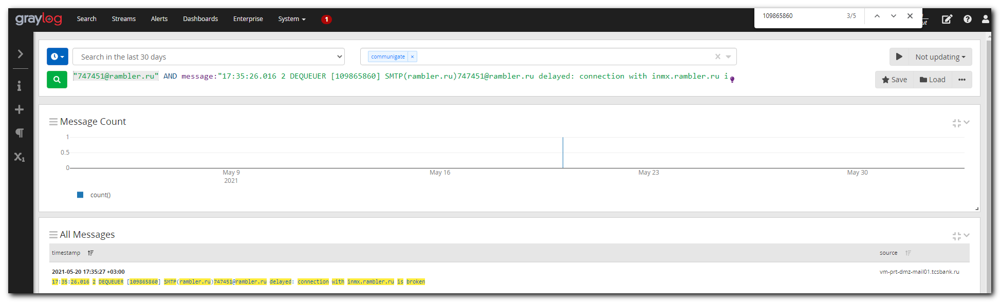 graylog Search Streams Alerts Dashboards Enterprise System 1 109865860 3/5 ut
Search in the last 30 days communigate × Not updating
"747451@rambler.ru" AND message:"17:35:26.016 2 DEQUEUER [109865860] SMTP(rambler.ru)747451@rambler.ru delayed: connection with inmx.rambler.ru i
Save Load •••
Message Count
1
0.5
0
May 9 May 16 May 23 May 30
2021
count()
All Messages
timestamp source
2021-05-20 17:35:27 +03:00 vm-prt-dmz-mail01.tcsbank.ru
17:35:26.016 2 DEQUEUER [109865860] SMTP(rambler.ru)747451@rambler.ru delayed: connection with inmx.rambler.ru is broken